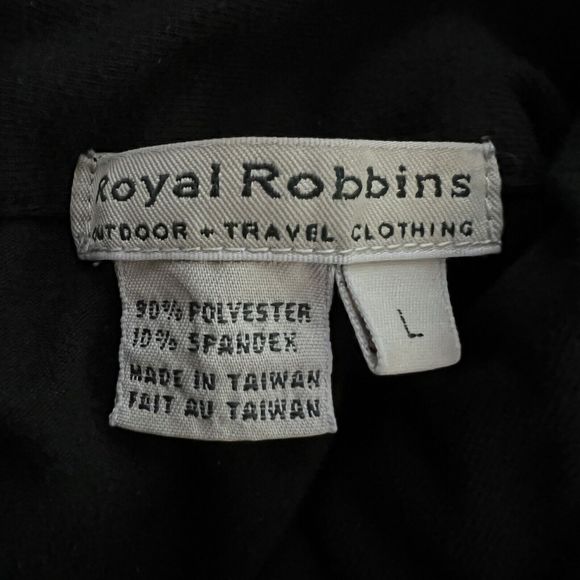 Royal Robbins
OUTDOOR + TRAVEL CLOTHING
90% POLYESTER
10% SPANDEX
MADE IN TAIWAN
FAIT AU TAIWAN
L